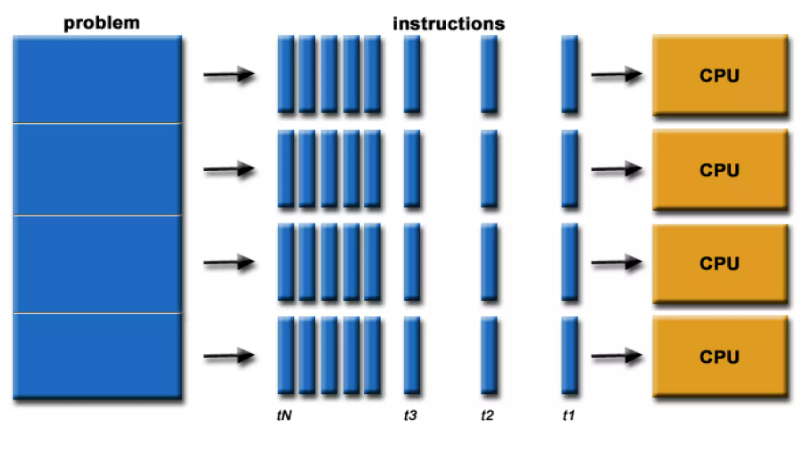 problem
instructions
CPU
CPU
CPU
CPU
tN t3 t2 t1